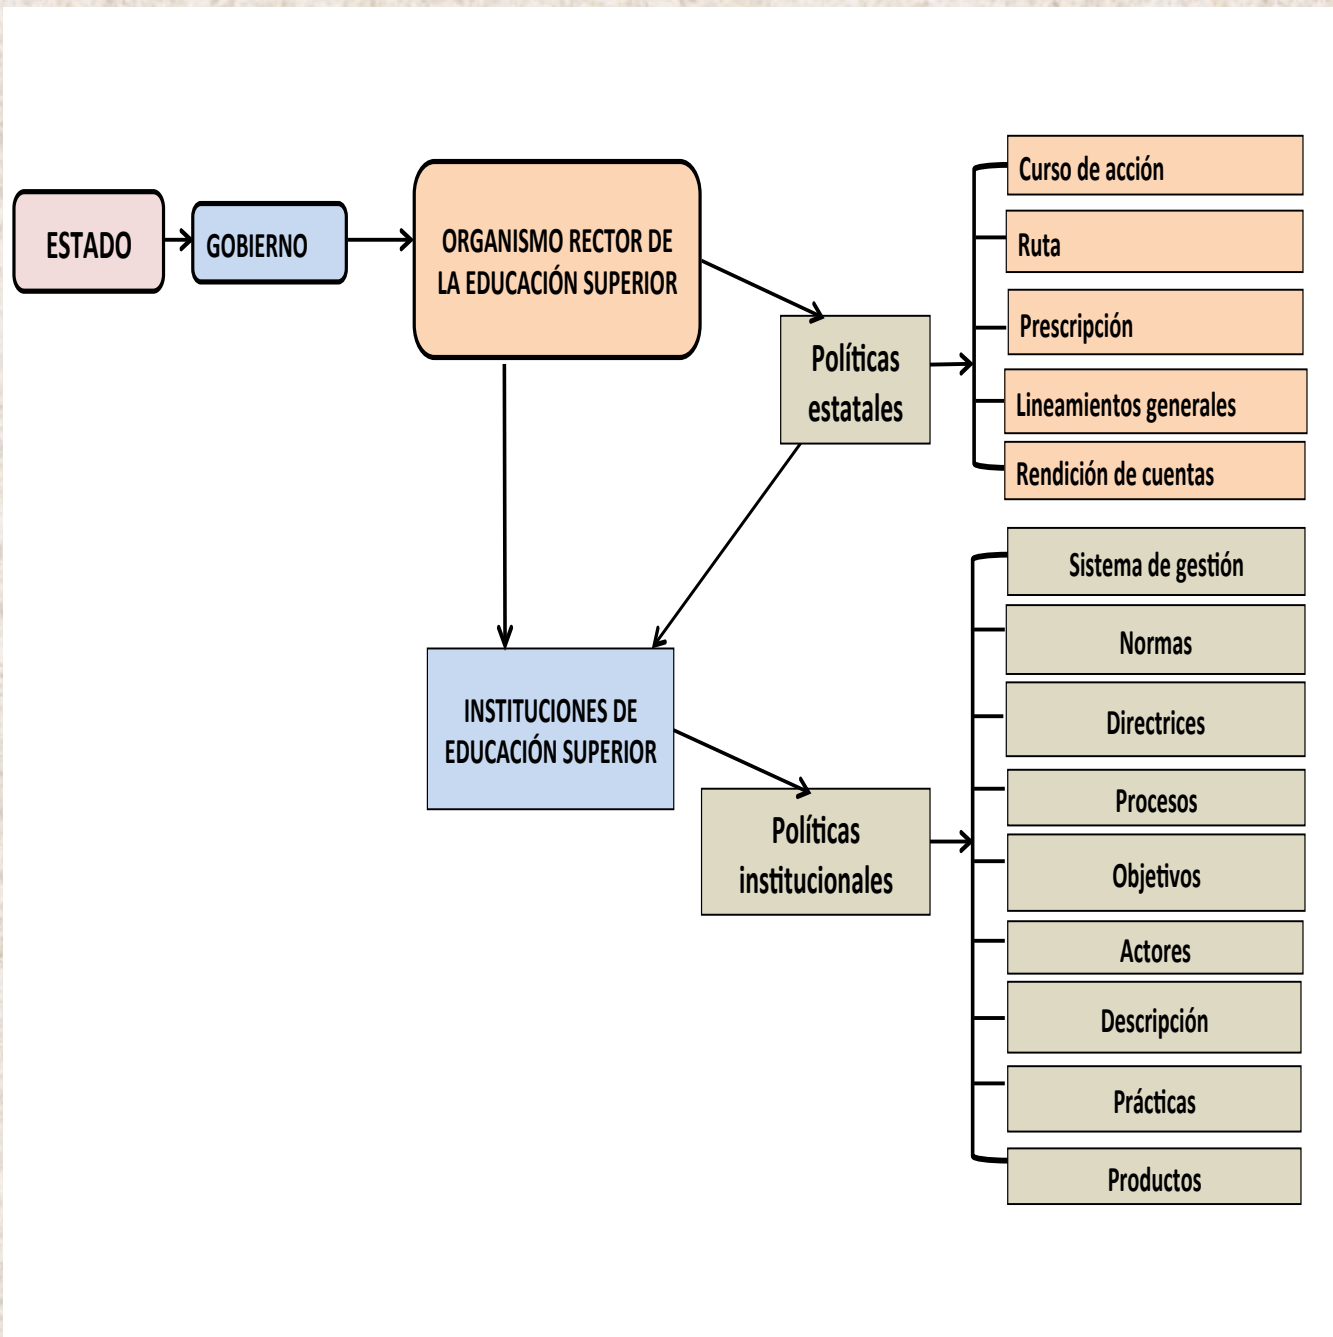 ESTADO
GOBIERNO
ORGANISMO RECTOR DE
LA EDUCACIÓN SUPERIOR
Políticas
estatales
Curso de acción
Ruta
Prescripción
Lineamientos generales
Rendición de cuentas
INSTITUCIONES DE
EDUCACIÓN SUPERIOR
Políticas
institucionales
Sistema de gestión
Normas
Directrices
Procesos
Objetivos
Actores
Descripción
Prácticas
Productos